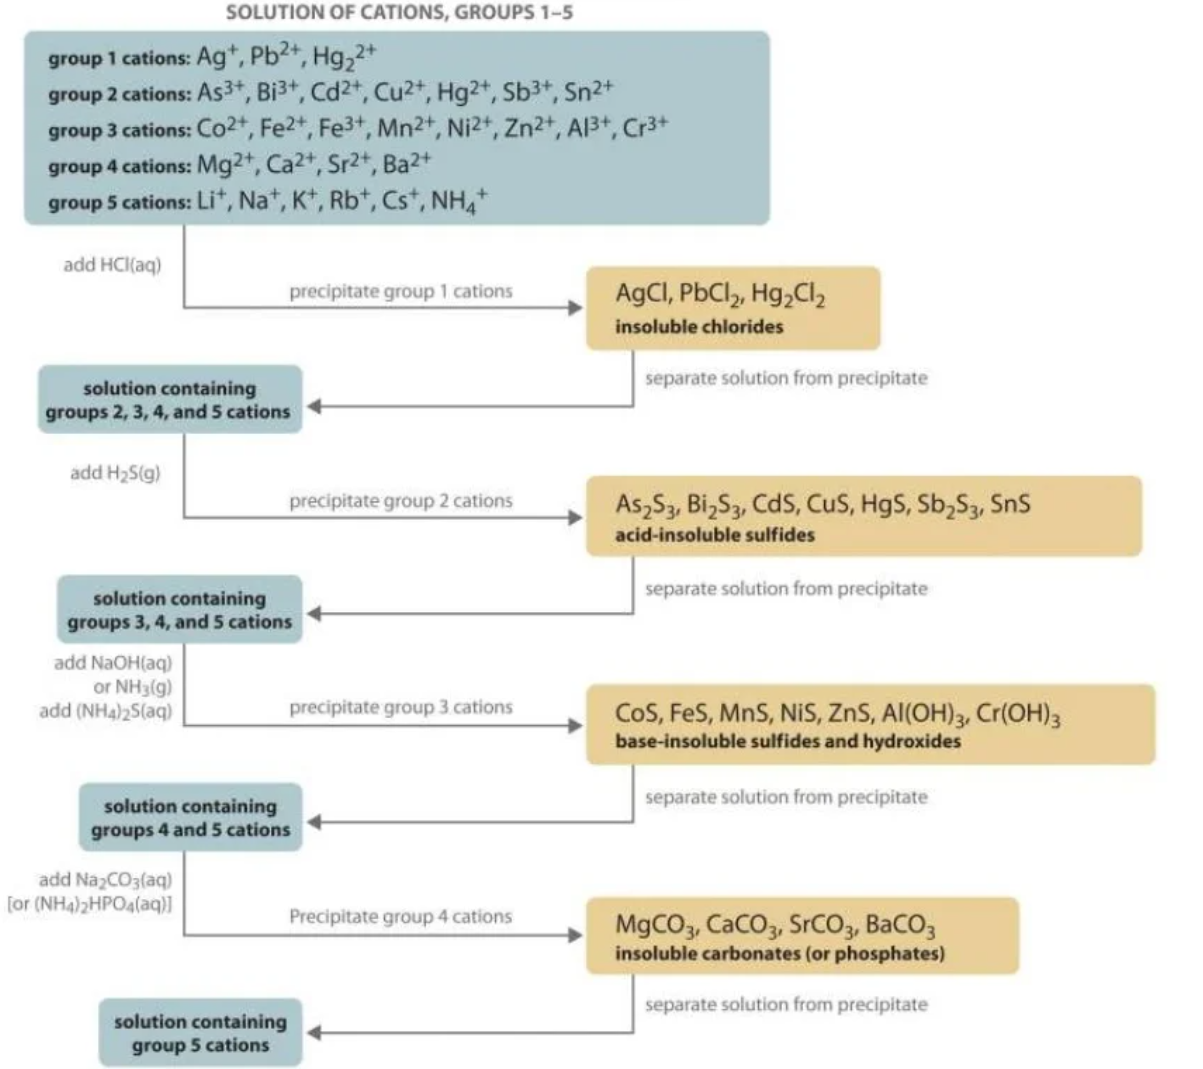 SOLUTION OF CATIONS, GROUPS 1–5
group 1 cations: Ag⁺, Pb²⁺, Hg₂²⁺
group 2 cations: As³⁺, Bi³⁺, Cd²⁺, Cu²⁺, Hg²⁺, Sb³⁺, Sn²⁺
group 3 cations: Co²⁺, Fe²⁺, Fe³⁺, Mn²⁺, Ni²⁺, Zn²⁺, Al³⁺, Cr³⁺
group 4 cations: Mg²⁺, Ca²⁺, Sr²⁺, Ba²⁺
group 5 cations: Li⁺, Na⁺, K⁺, Rb⁺, Cs⁺, NH₄⁺
add HCl(aq)
precipitate group 1 cations
AgCl, PbCl₂, Hg₂Cl₂
insoluble chlorides
separate solution from precipitate
solution containing
groups 2, 3, 4, and 5 cations
add H₂S(g)
precipitate group 2 cations
As₂S₃, Bi₂S₃, CdS, CuS, HgS, Sb₂S₃, SnS
acid-insoluble sulfides
separate solution from precipitate
solution containing
groups 3, 4, and 5 cations
add NaOH(aq)
or NH₃(g)
add (NH₄)₂S(aq)
precipitate group 3 cations
CoS, FeS, MnS, NiS, ZnS, Al(OH)₃, Cr(OH)₃
base-insoluble sulfides and hydroxides
separate solution from precipitate
solution containing
groups 4 and 5 cations
add Na₂CO₃(aq)
[or (NH₄)₂HPO₄(aq)]
Precipitate group 4 cations
MgCO₃, CaCO₃, SrCO₃, BaCO₃
insoluble carbonates (or phosphates)
separate solution from precipitate
solution containing
group 5 cations